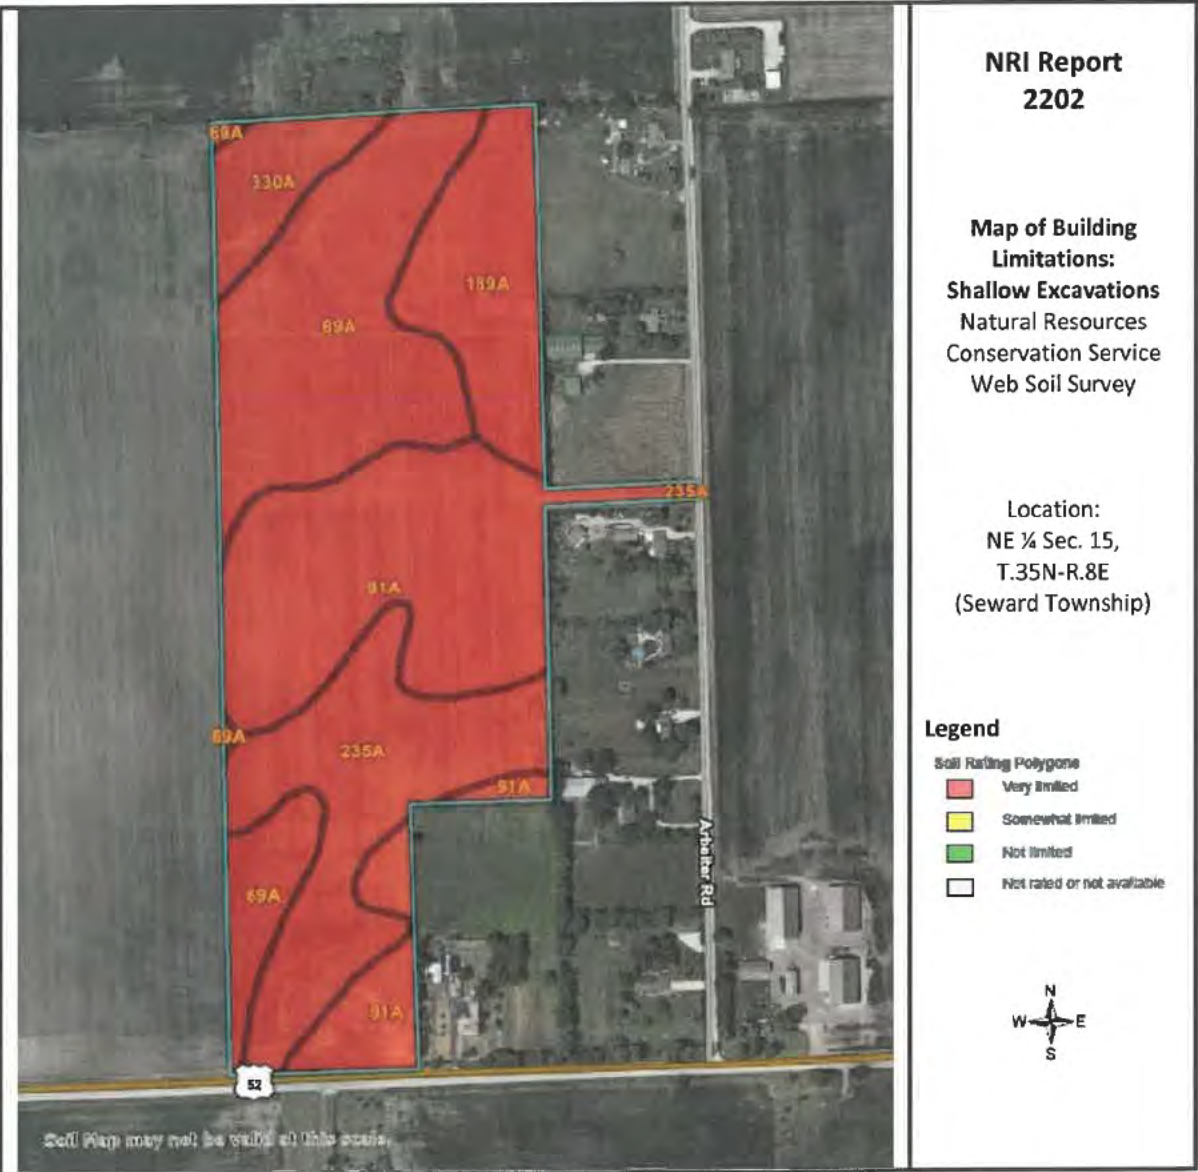 NRI Report
2202
Map of Building
Limitations:
Shallow Excavations
Natural Resources
Conservation Service
Web Soil Survey
Location:
NE ¼ Sec. 15,
T.35N-R.8E
(Seward Township)
Legend
Soil Rating Polygons
Very limited
Somewhat limited
Not limited
Not rated or not available
N
W E
S
69A
330A
189A
69A
235A
91A
69A
235A
91A
69A
91A
Arbeiter Rd
52
Soil Map may not be valid at this scale.